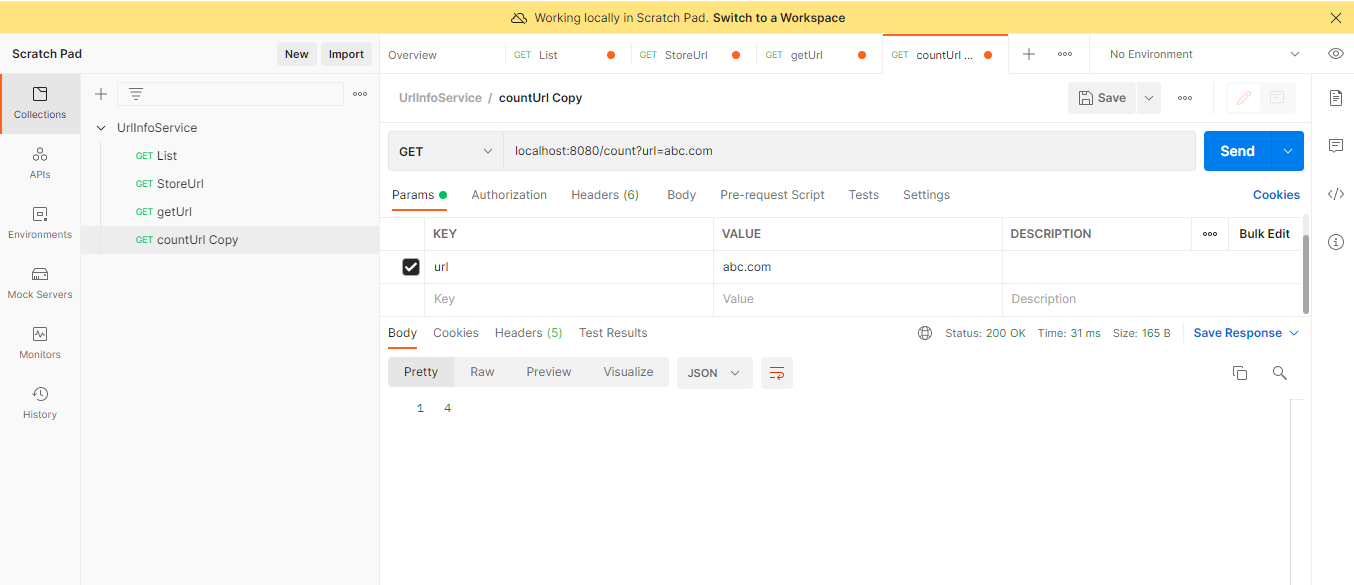 Working locally in Scratch Pad. Switch to a Workspace
Scratch Pad
New
Import
Overview
GET List
GET StoreUrl
GET getUrl
GET countUrl ...
No Environment
Collections
APIs
Environments
Mock Servers
Monitors
History
UrlInfoService
GET List
GET StoreUrl
GET getUrl
GET countUrl Copy
UrlInfoService / countUrl Copy
Save
GET
localhost:8080/count?url=abc.com
Send
Params
Authorization
Headers (6)
Body
Pre-request Script
Tests
Settings
Cookies
KEY VALUE DESCRIPTION
Bulk Edit
url abc.com
Key Value Description
Body Cookies Headers (5) Test Results
Status: 200 OK Time: 31 ms Size: 165 B
Save Response
Pretty Raw Preview Visualize
JSON
1 4